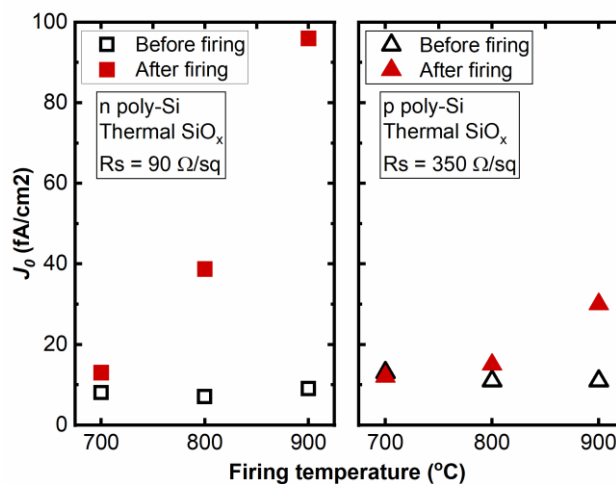 100
80
60
40
20
0
J₀ (fA/cm2)
Before firing
After firing
n poly-Si
Thermal SiOₓ
Rs = 90 Ω/sq
700 800 900
Before firing
After firing
p poly-Si
Thermal SiOₓ
Rs = 350 Ω/sq
700 800 900
Firing temperature (°C)